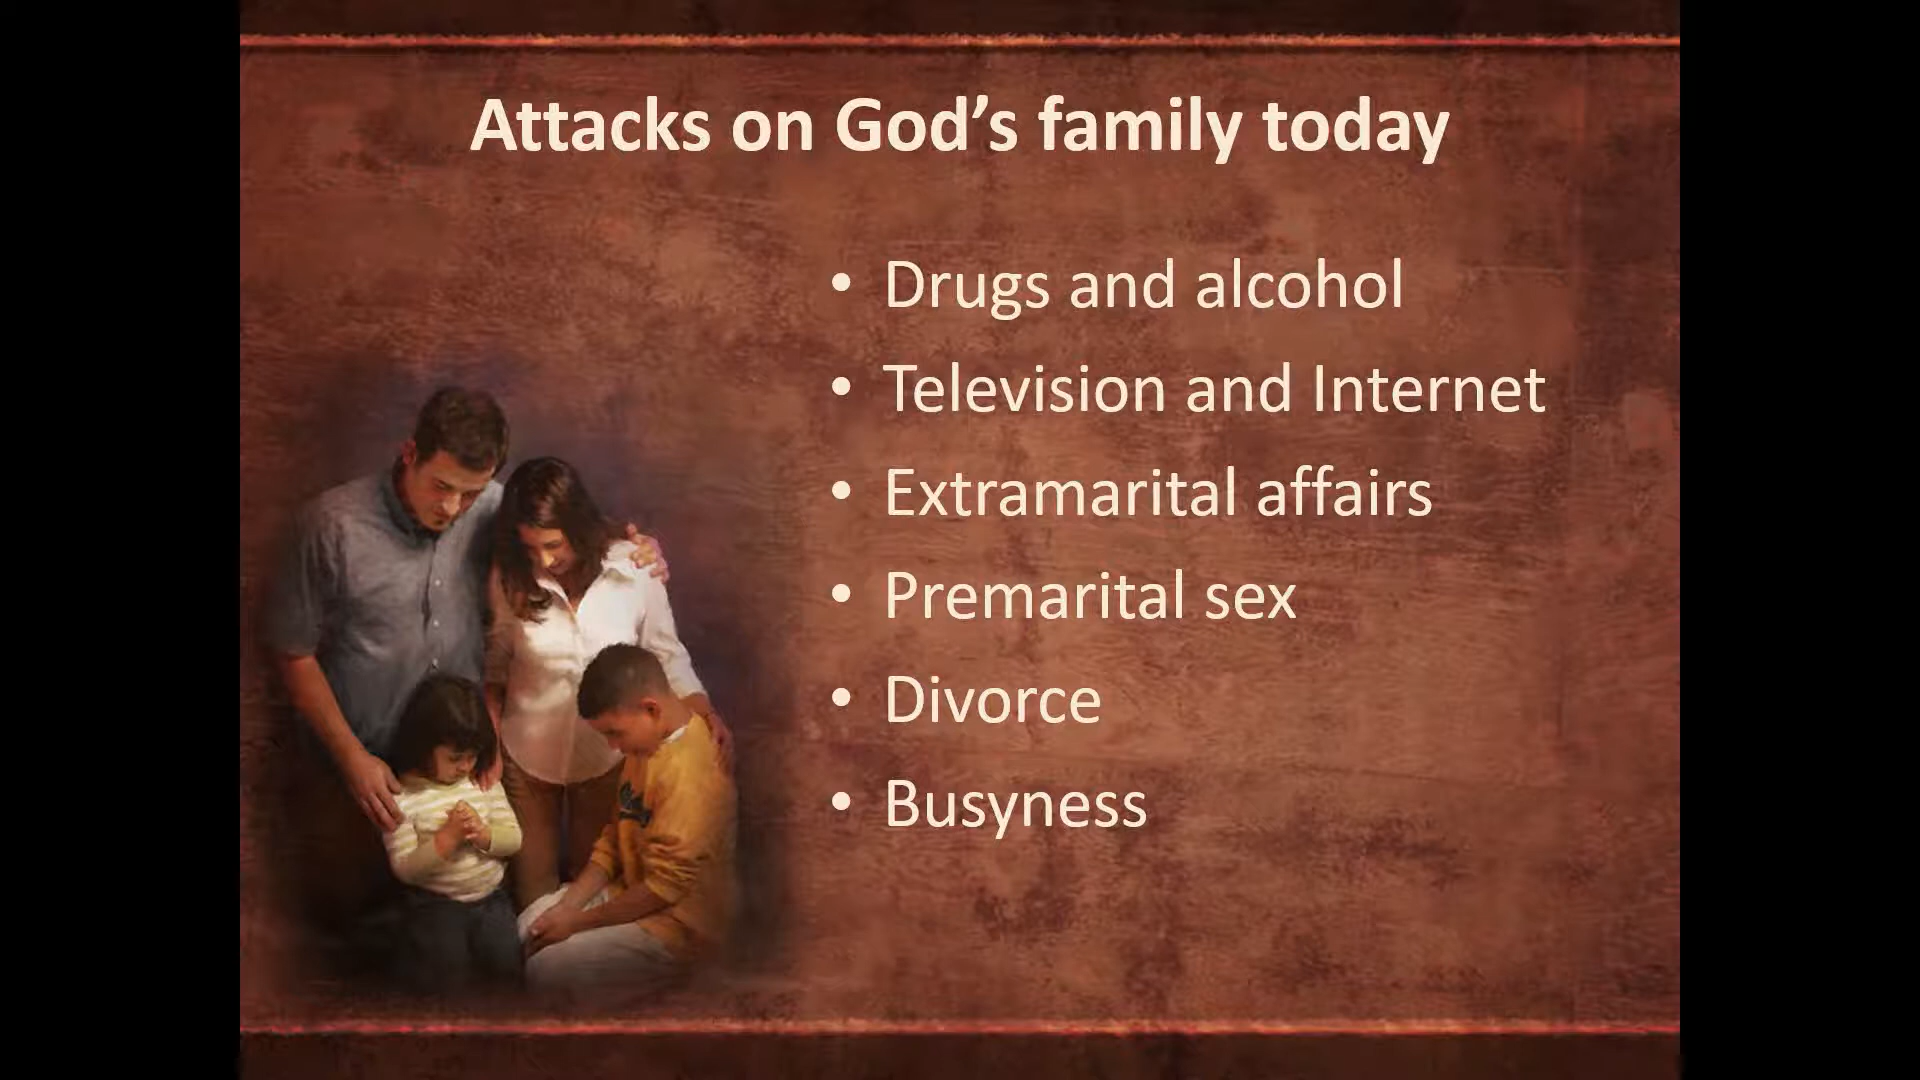 Attacks on God’s family today
• Drugs and alcohol
• Television and Internet
• Extramarital affairs
• Premarital sex
• Divorce
• Busyness